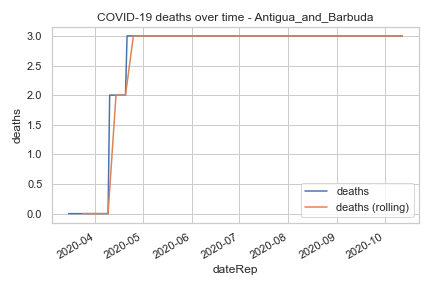 COVID-19 deaths over time - Antigua_and_Barbuda
deaths
3.0
2.5
2.0
1.5
1.0
0.5
0.0
2020-04
2020-05
2020-06
2020-07
2020-08
2020-09
2020-10
dateRep
deaths
deaths (rolling)